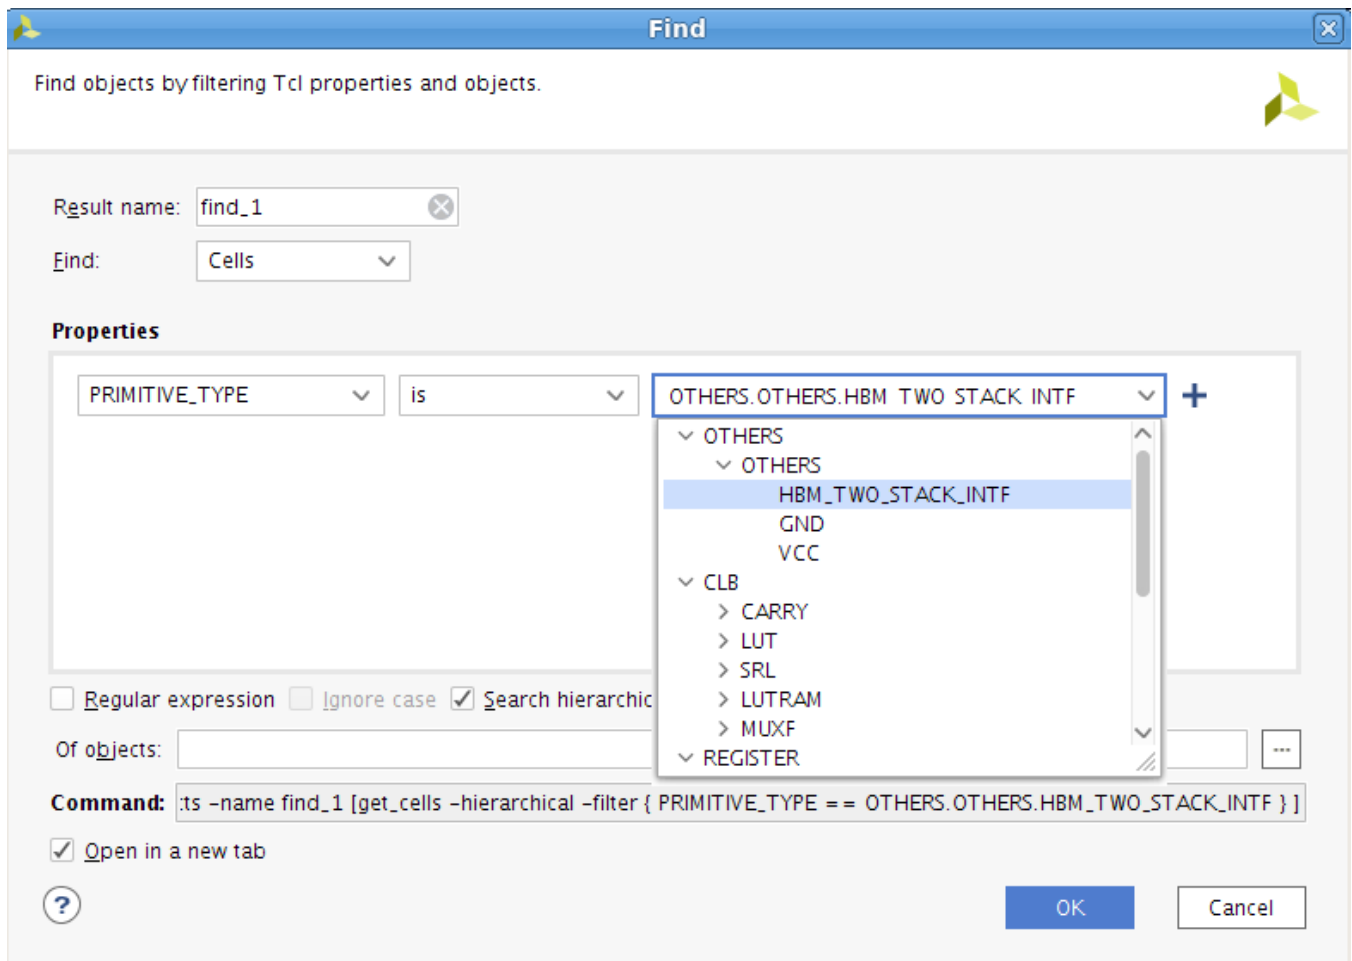 Find
Find objects by filtering Tcl properties and objects.
Result name: find_1
Find: Cells
Properties
PRIMITIVE_TYPE is OTHERS.OTHERS.HBM_TWO_STACK_INTF
OTHERS
OTHERS
HBM_TWO_STACK_INTF
GND
VCC
CLB
CARRY
LUT
SRL
LUTRAM
MUXF
REGISTER
Regular expression Ignore case Search hierarchic
Of objects: ...
Command: :ts -name find_1 [get_cells -hierarchical -filter { PRIMITIVE_TYPE == OTHERS.OTHERS.HBM_TWO_STACK_INTF } ]
Open in a new tab
? OK Cancel